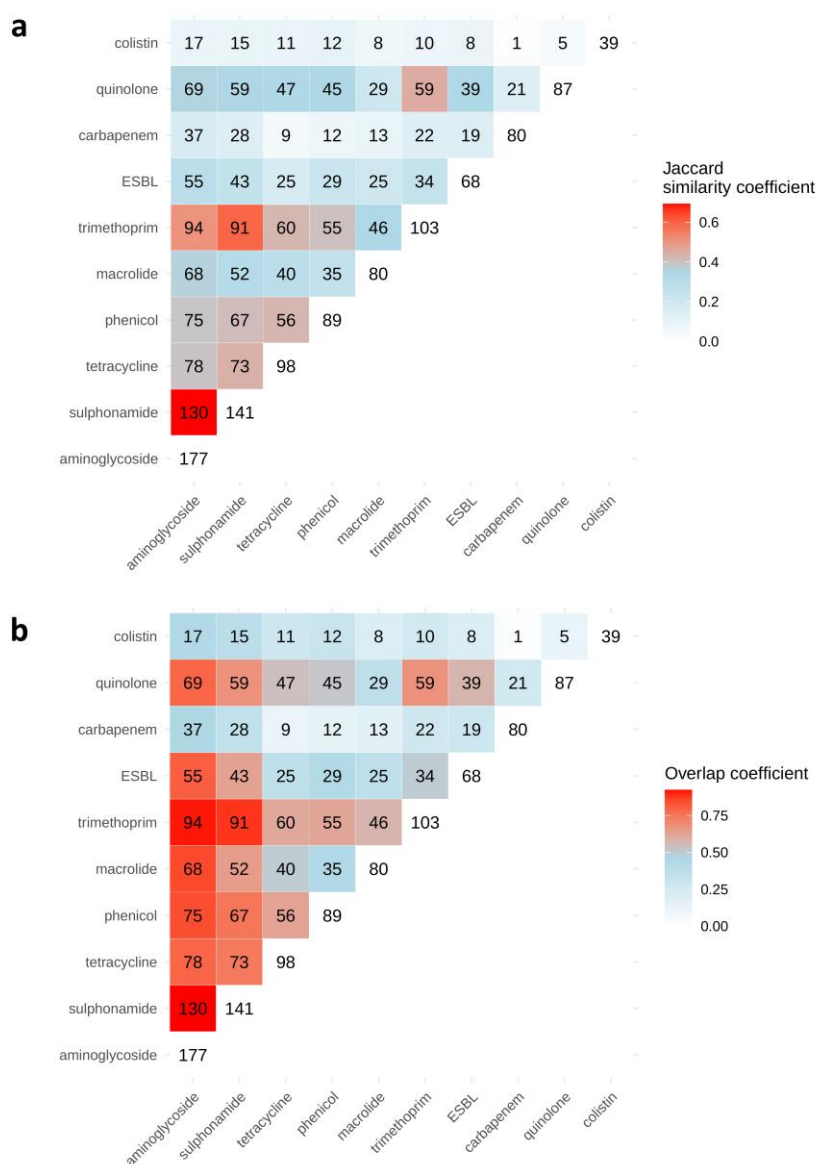 a
colistin 17 15 11 12 8 10 8 1 5 39
quinolone 69 59 47 45 29 59 39 21 87
carbapenem 37 28 9 12 13 22 19 80
ESBL 55 43 25 29 25 34 68
trimethoprim 94 91 60 55 46 103
macrolide 68 52 40 35 80
phenicol 75 67 56 89
tetracycline 78 73 98
sulphonamide 130 141
aminoglycoside 177
aminoglycoside sulphonamide tetracycline phenicol macrolide trimethoprim ESBL carbapenem quinolone colistin
Jaccard
similarity coefficient
0.6
0.4
0.2
0.0
b
colistin 17 15 11 12 8 10 8 1 5 39
quinolone 69 59 47 45 29 59 39 21 87
carbapenem 37 28 9 12 13 22 19 80
ESBL 55 43 25 29 25 34 68
trimethoprim 94 91 60 55 46 103
macrolide 68 52 40 35 80
phenicol 75 67 56 89
tetracycline 78 73 98
sulphonamide 130 141
aminoglycoside 177
aminoglycoside sulphonamide tetracycline phenicol macrolide trimethoprim ESBL carbapenem quinolone colistin
Overlap coefficient
0.75
0.50
0.25
0.00